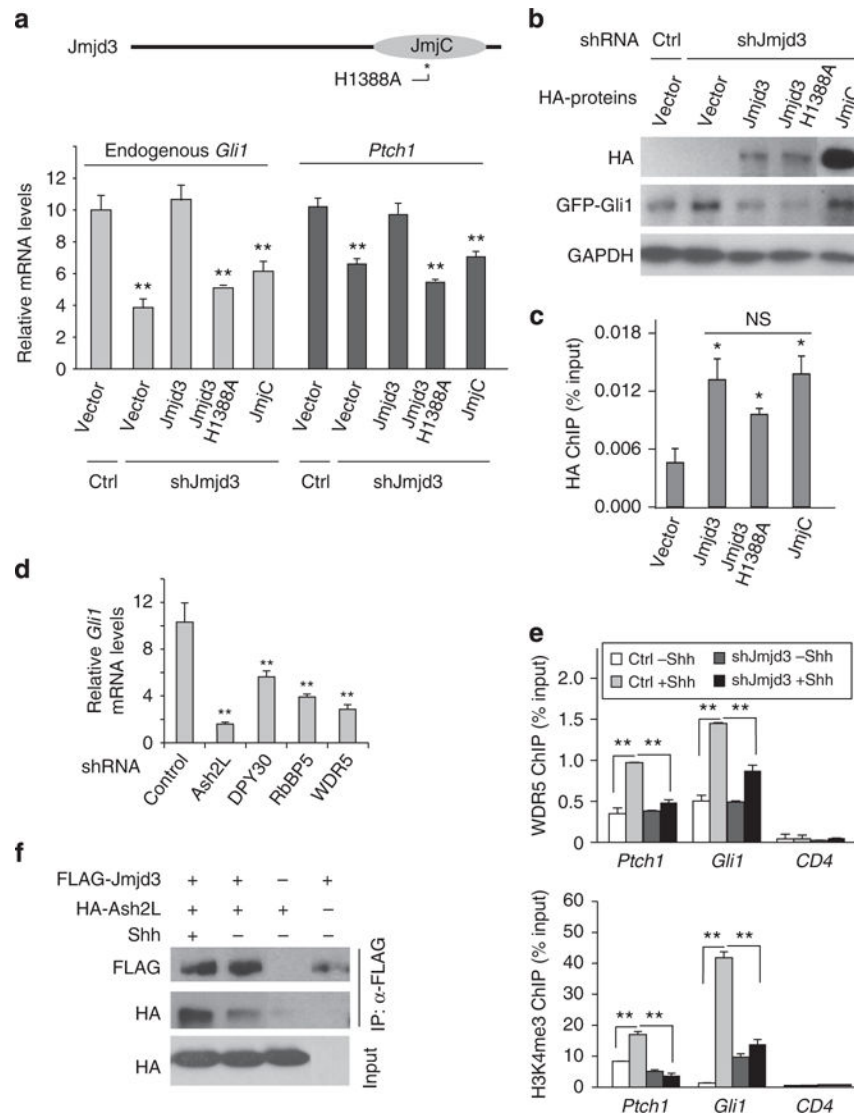 a
Jmjd3
JmjC
*
H1388A
Endogenous Gli1
Ptch1
Relative mRNA levels
12
10
8
6
4
2
0
**
**
**
**
**
**
Vector
Vector
Jmjd3
Jmjd3
H1388A
JmjC
Vector
Vector
Jmjd3
Jmjd3
H1388A
JmjC
Ctrl
shJmjd3
Ctrl
shJmjd3
b
shRNA
Ctrl
shJmjd3
HA-proteins
Vector
Vector
Jmjd3
Jmjd3
H1388A
JmjC
HA
GFP-Gli1
GAPDH
c
HA ChIP (% input)
0.018
0.012
0.006
0.000
NS
*
*
*
Vector
Jmjd3
Jmjd3
H1388A
JmjC
d
Relative Gli1
mRNA levels
12
8
4
0
**
**
**
**
shRNA
Control
Ash2L
DPY30
RbBP5
WDR5
e
Ctrl –Shh
shJmjd3 –Shh
Ctrl +Shh
shJmjd3 +Shh
WDR5 ChIP (% input)
2.0
1.5
1.0
0.5
0
** **
** **
Ptch1
Gli1
CD4
H3K4me3 ChIP (% input)
60
50
40
30
20
10
0
** **
** **
Ptch1
Gli1
CD4
f
FLAG-Jmjd3 + + – +
HA-Ash2L + + + –
Shh + – – –
FLAG
HA
IP: α-FLAG
HA
Input